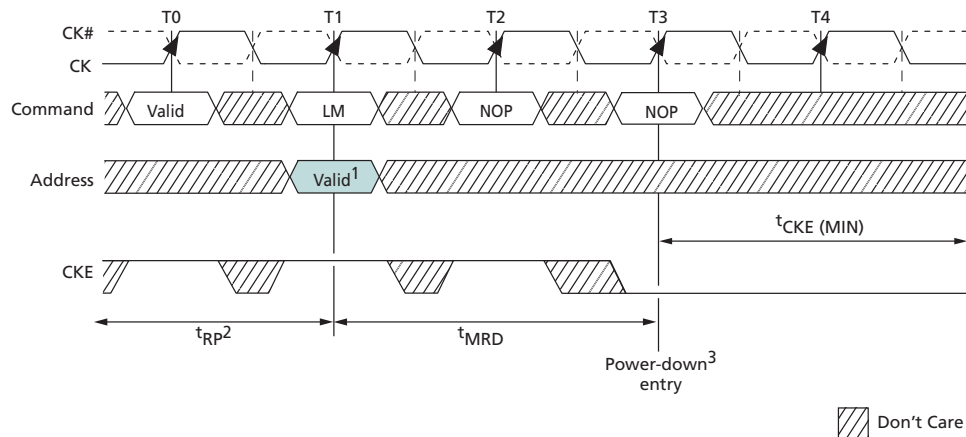 T0 T1 T2 T3 T4
CK#
CK
Command Valid LM NOP NOP
Address Valid1
tCKE (MIN)
CKE
tRP2 tMRD
Power-down3
entry
Don't Care